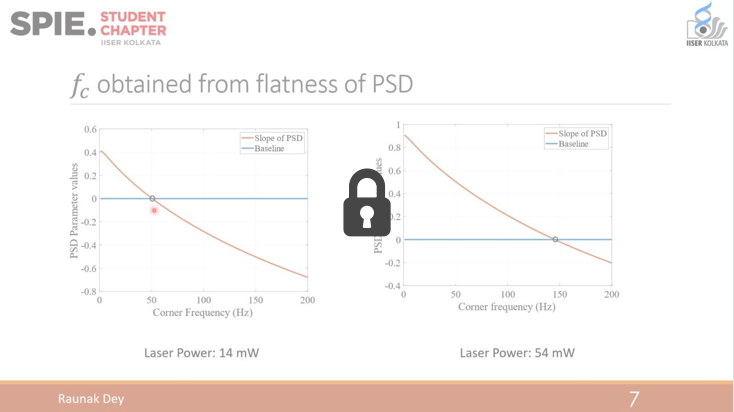 SPIE. STUDENT
CHAPTER
IISER KOLKATA
IISER KOLKATA
f_c obtained from flatness of PSD
0.6
0.4
0.2
0
-0.2
-0.4
-0.6
-0.8
PSD Parameter values
Slope of PSD
Baseline
0 50 100 150 200
Corner Frequency (Hz)
1
0.8
0.6
0.4
0.2
0
-0.2
-0.4
PSD
Slope of PSD
Baseline
0 50 100 150 200
Corner frequency (Hz)
Laser Power: 14 mW
Laser Power: 54 mW
Raunak Dey
7